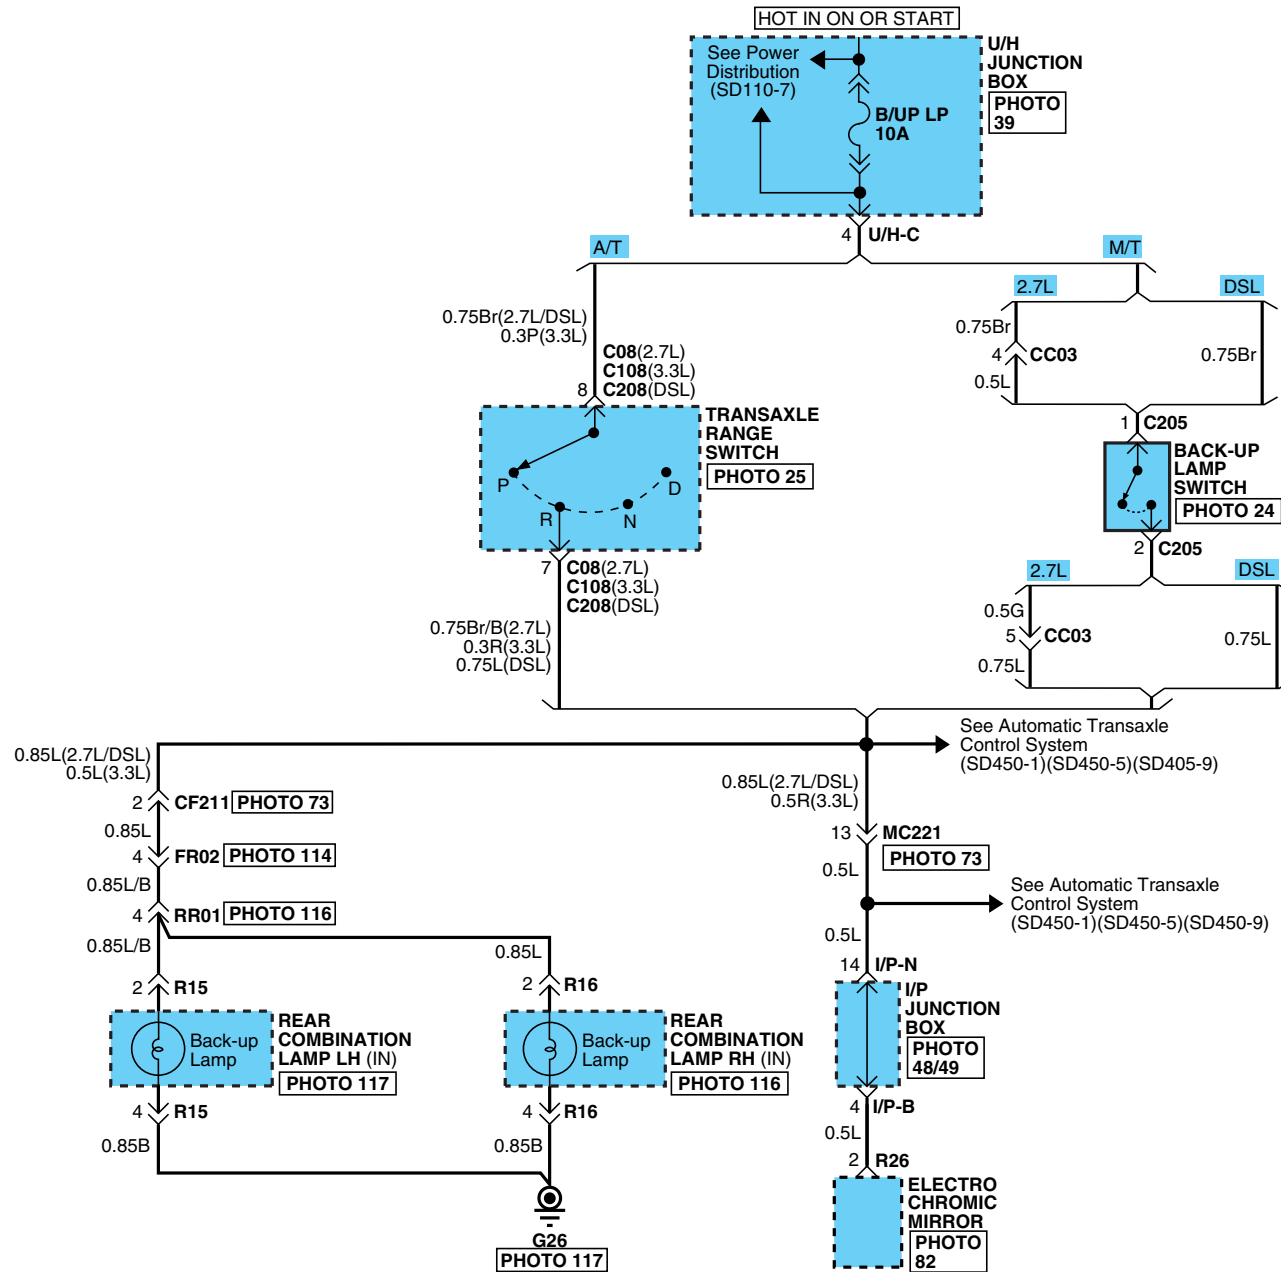 HOT IN ON OR START
See Power
Distribution
(SD110-7)
B/UP LP
10A
U/H
JUNCTION
BOX
PHOTO
39
4
U/H-C
A/T
M/T
2.7L
DSL
0.75Br(2.7L/DSL)
0.3P(3.3L)
0.75Br
4
CC03
0.5L
0.75Br
C08(2.7L)
C108(3.3L)
8
C208(DSL)
TRANSAXLE
RANGE
SWITCH
PHOTO 25
P
R
N
D
1
C205
BACK-UP
LAMP
SWITCH
PHOTO 24
2
C205
7
C08(2.7L)
C108(3.3L)
C208(DSL)
2.7L
DSL
0.5G
5
CC03
0.75L
0.75L
0.75Br/B(2.7L)
0.3R(3.3L)
0.75L(DSL)
See Automatic Transaxle
Control System
(SD450-1)(SD450-5)(SD405-9)
0.85L(2.7L/DSL)
0.5L(3.3L)
2
CF211
PHOTO 73
0.85L
4
FR02
PHOTO 114
0.85L/B
4
RR01
PHOTO 116
0.85L/B
0.85L
0.85L(2.7L/DSL)
0.5R(3.3L)
13
MC221
PHOTO 73
0.5L
See Automatic Transaxle
Control System
(SD450-1)(SD450-5)(SD450-9)
0.5L
14
I/P-N
2
R15
2
R16
Back-up
Lamp
REAR
COMBINATION
LAMP LH (IN)
PHOTO 117
Back-up
Lamp
REAR
COMBINATION
LAMP RH (IN)
PHOTO 116
I/P
JUNCTION
BOX
PHOTO
48/49
4
R15
4
R16
4
I/P-B
0.85B
0.85B
0.5L
2
R26
ELECTRO
CHROMIC
MIRROR
PHOTO
82
G26
PHOTO 117